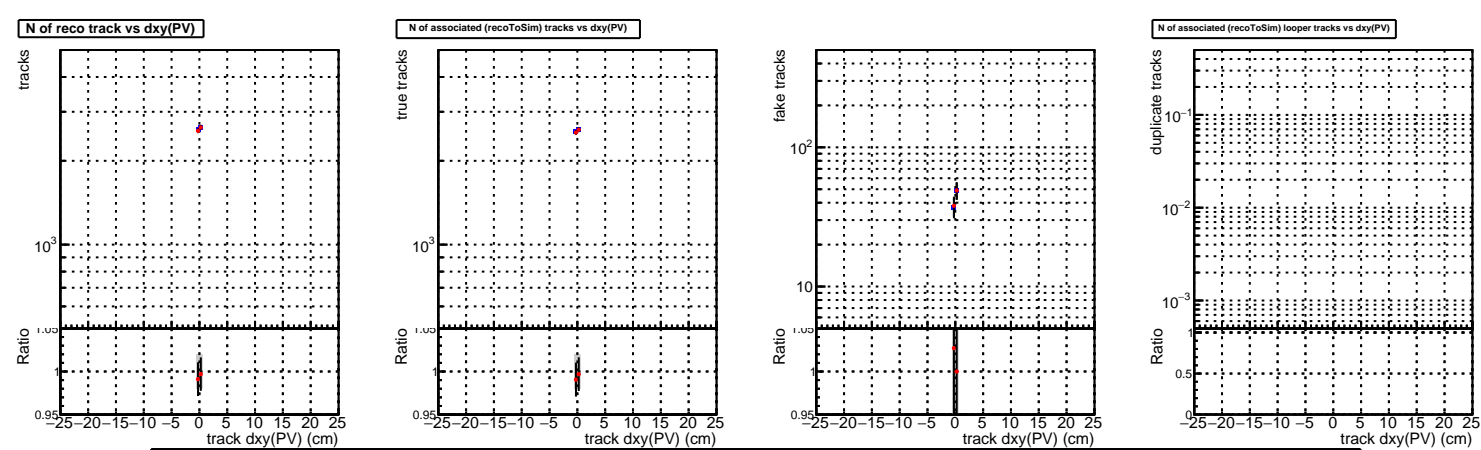 N of reco track vs dxy(PV)
tracks
10³
Ratio
1.05
1
0.95
−25 −20 −15 −10 −5 0 5 10 15 20 25
track dxy(PV) (cm)
N of associated (recoToSim) tracks vs dxy(PV)
true tracks
10³
Ratio
1.05
1
0.95
−25 −20 −15 −10 −5 0 5 10 15 20 25
track dxy(PV) (cm)
fake tracks
10²
10
Ratio
1.05
1
0.95
−25 −20 −15 −10 −5 0 5 10 15 20 25
track dxy(PV) (cm)
N of associated (recoToSim) looper tracks vs dxy(PV)
duplicate tracks
10⁻¹
10⁻²
10⁻³
Ratio
1
0.5
0
−25 −20 −15 −10 −5 0 5 10 15 20 25
track dxy(PV) (cm)